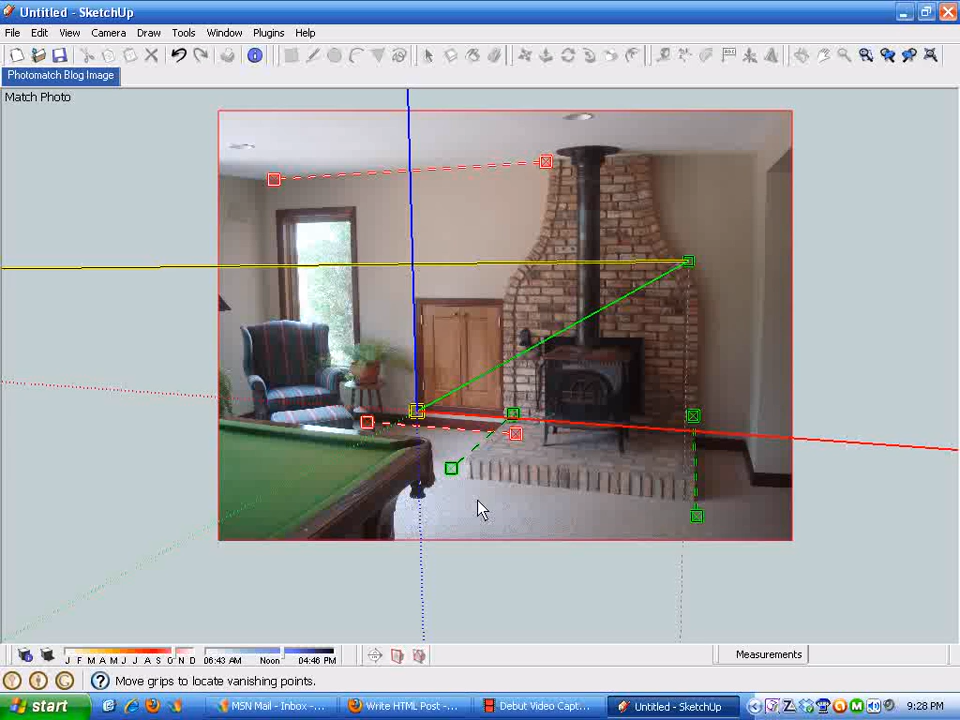 Untitled - SketchUp
File Edit View Camera Draw Tools Window Plugins Help
Photomatch Blog Image
Match Photo
J F M A M J J A S O N D 06:43 AM Noon 04:46 PM
Measurements
Move grips to locate vanishing points.
start MSN Mail - Inbox -... Write HTML Post -... Debut Video Capt... Untitled - SketchUp 9:28 PM